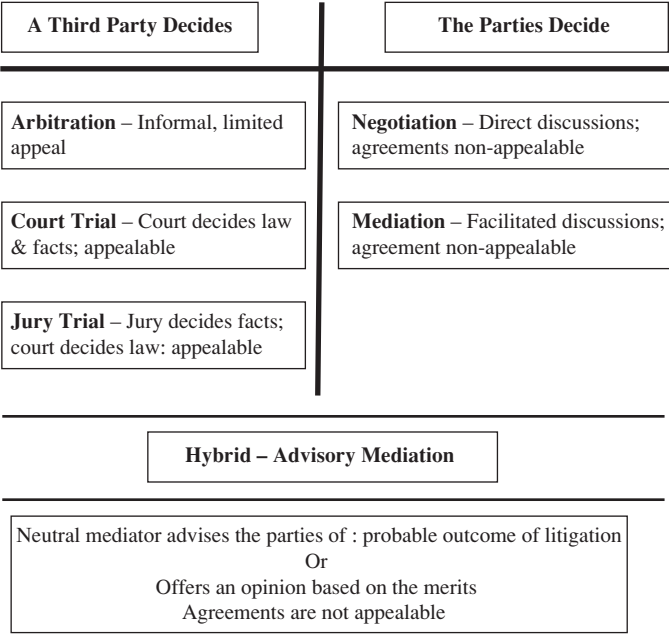 A Third Party Decides
The Parties Decide
Arbitration – Informal, limited
appeal
Negotiation – Direct discussions;
agreements non-appealable
Court Trial – Court decides law
& facts; appealable
Mediation – Facilitated discussions;
agreement non-appealable
Jury Trial – Jury decides facts;
court decides law: appealable
Hybrid – Advisory Mediation
Neutral mediator advises the parties of : probable outcome of litigation
Or
Offers an opinion based on the merits
Agreements are not appealable